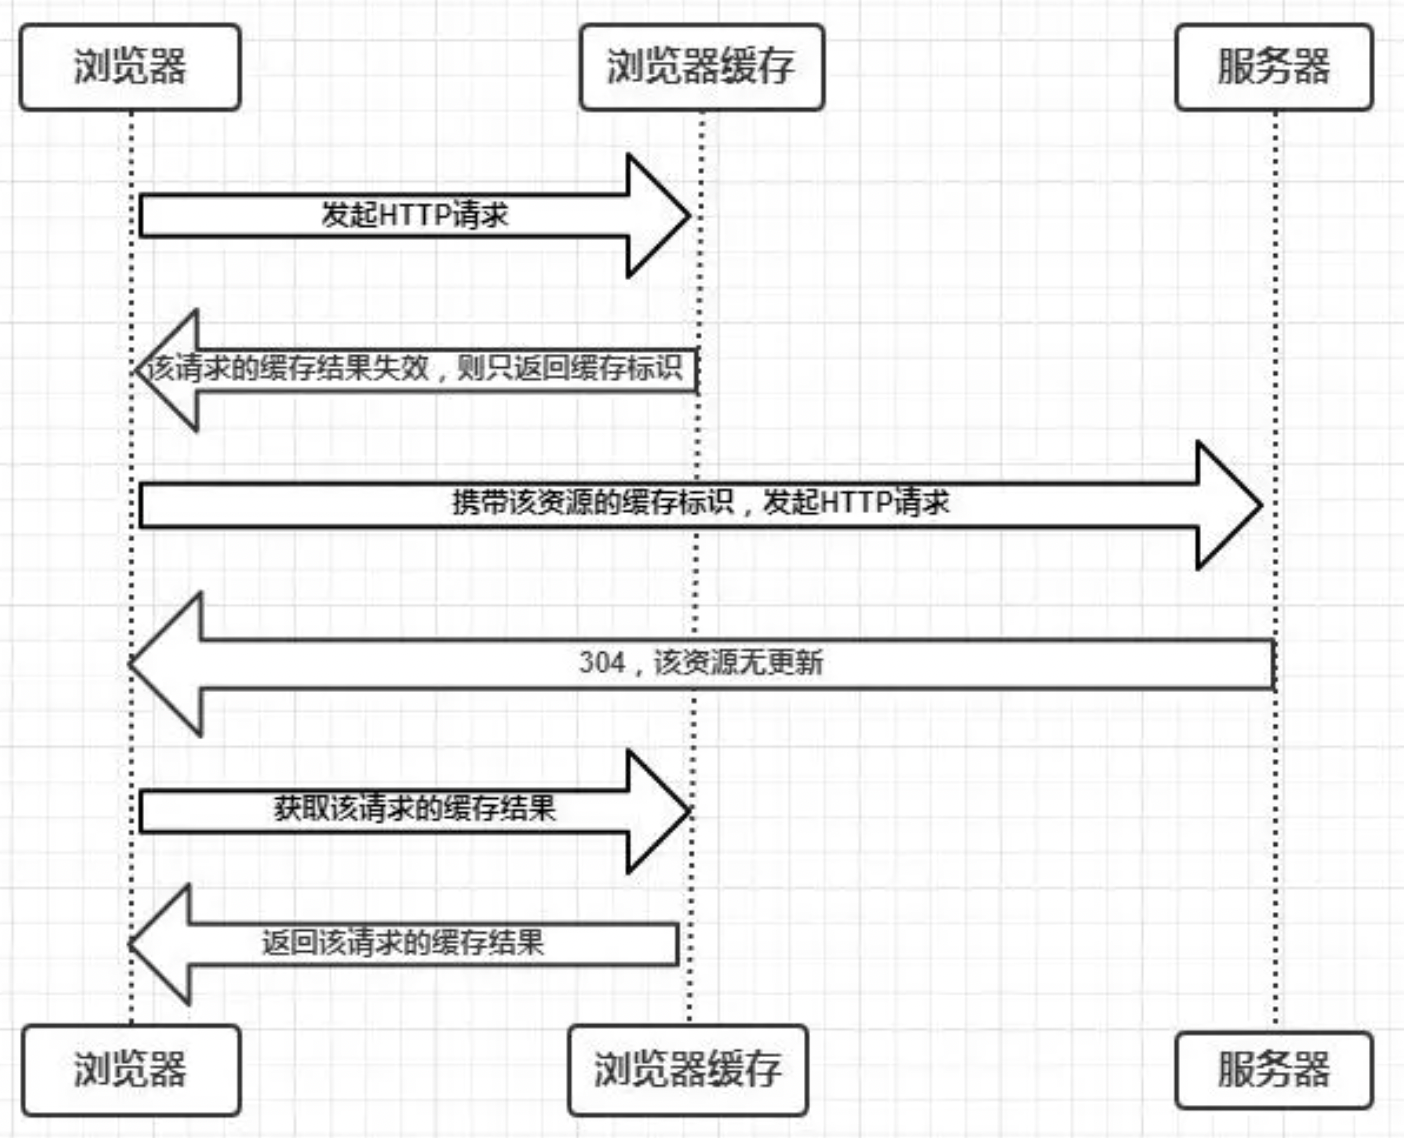 浏览器
浏览器缓存
服务器
发起HTTP请求
该请求的缓存结果失效，则只返回缓存标识
携带该资源的缓存标识，发起HTTP请求
304，该资源无更新
获取该请求的缓存结果
返回该请求的缓存结果
浏览器
浏览器缓存
服务器